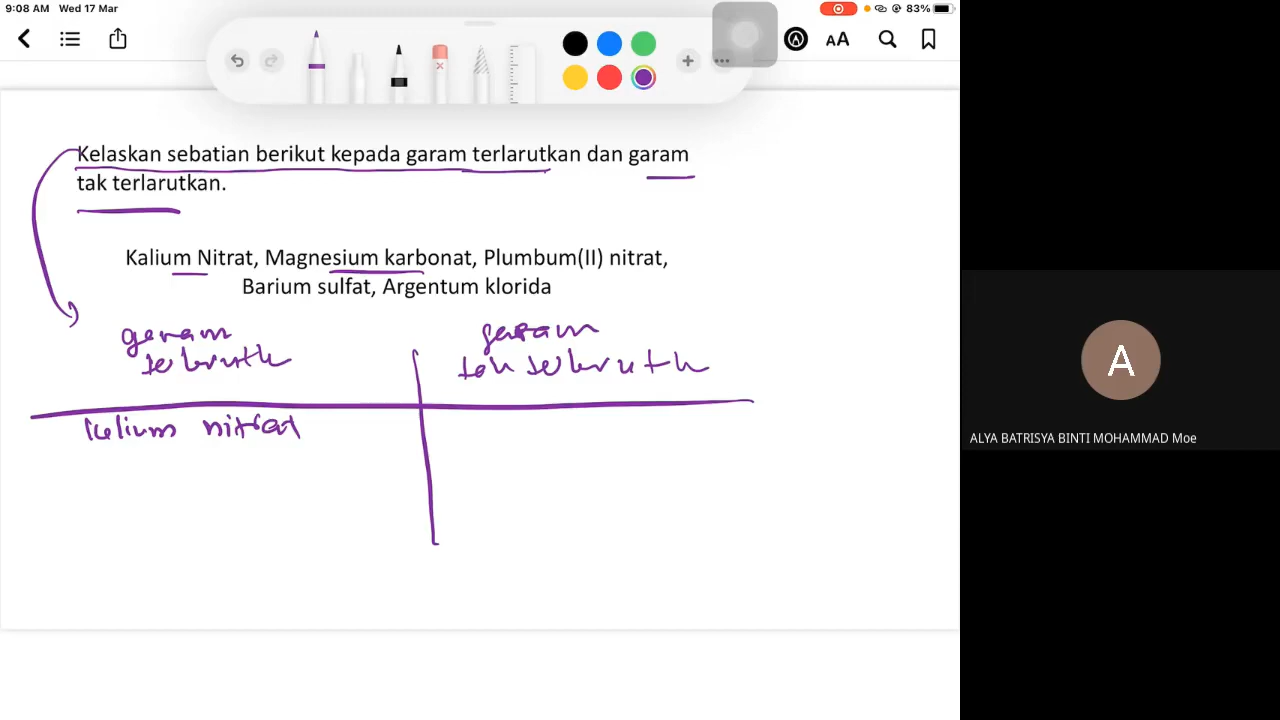 9:08 AM Wed 17 Mar
83%
AA
Kelaskan sebatian berikut kepada garam terlarutkan dan garam
tak terlarutkan.
Kalium Nitrat, Magnesium karbonat, Plumbum(II) nitrat,
Barium sulfat, Argentum klorida
garam
garam
tak
kalium nitrat
A
ALYA BATRISYA BINTI MOHAMMAD Moe